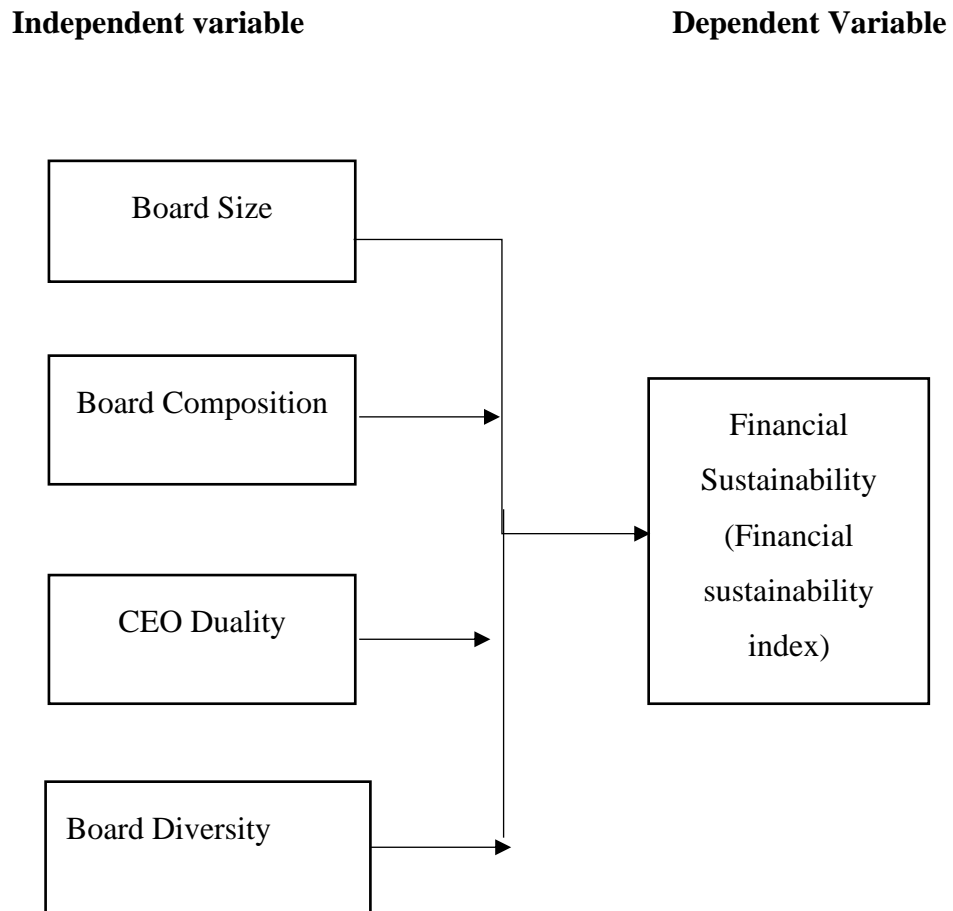 Independent variable
Dependent Variable
Board Size
Board Composition
CEO Duality
Board Diversity
Financial
Sustainability
(Financial
sustainability
index)